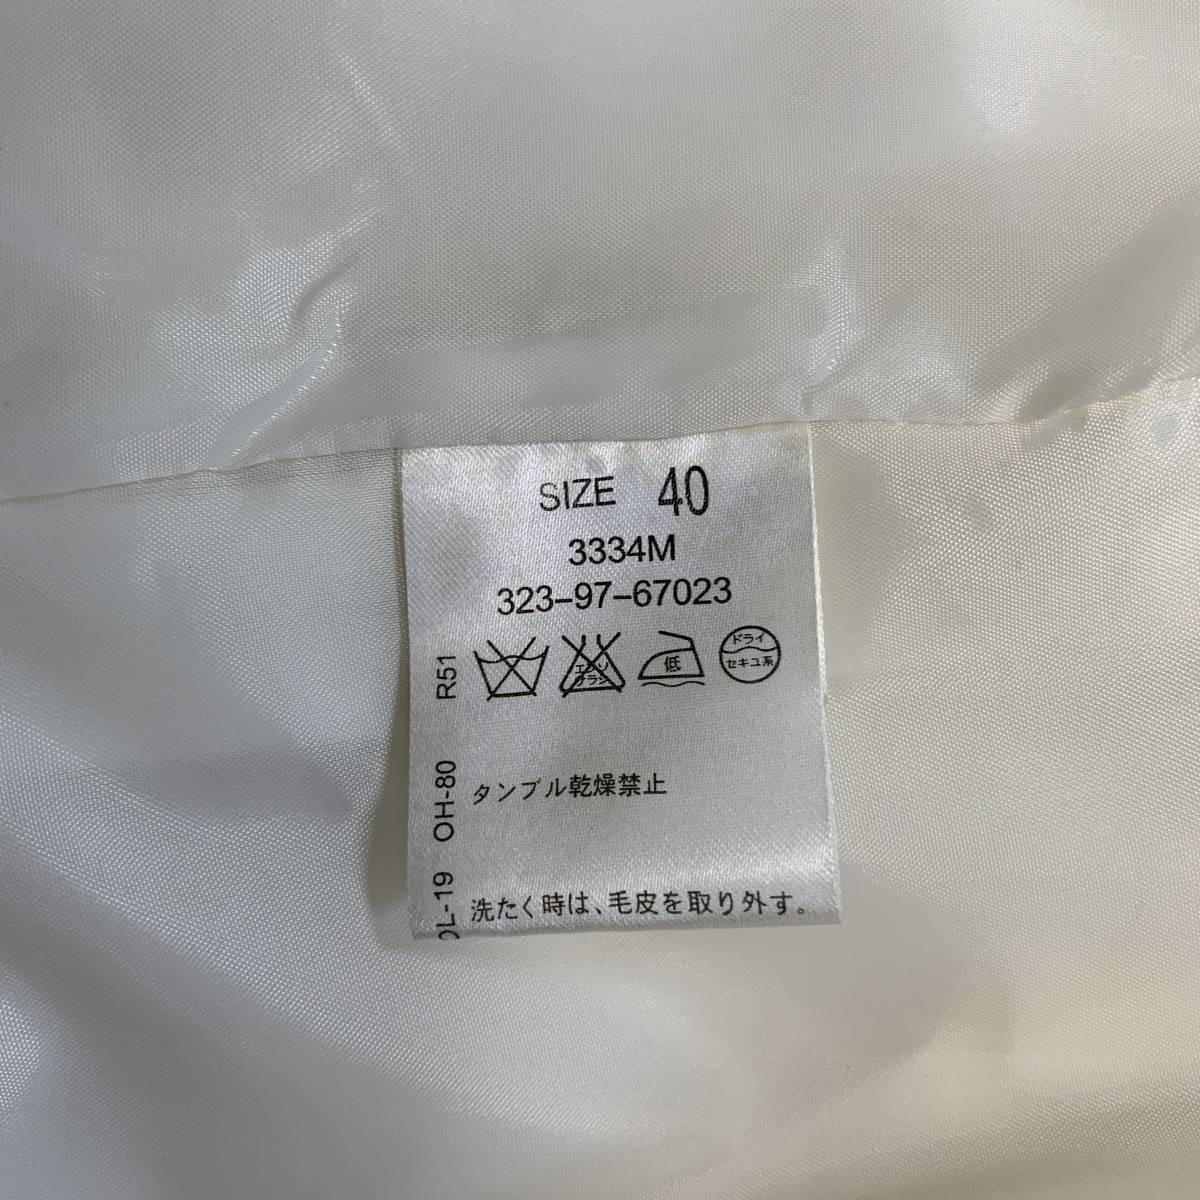 SIZE 40
3334M
323-97-67023
エンソ
サラシ
低
ドライ
セキユ系
タンブル乾燥禁止
洗たく時は、毛皮を取り外す。
OL-19 OH-80 R51